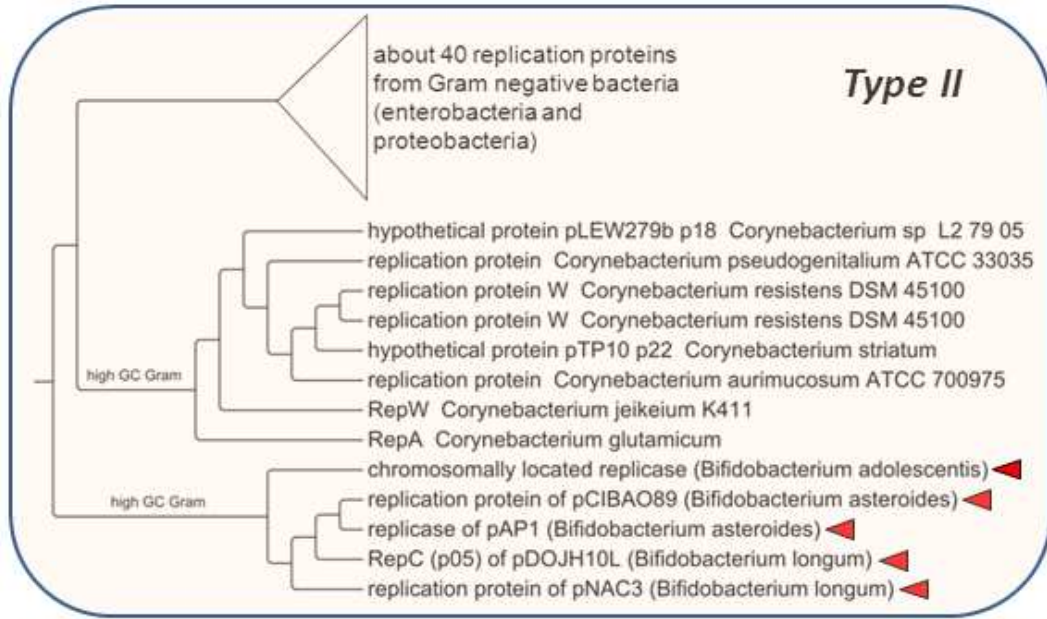 about 40 replication proteins
from Gram negative bacteria
(enterobacteria and
proteobacteria)
Type II
hypothetical protein pLEW279b p18 Corynebacterium sp L2 79 05
replication protein Corynebacterium pseudogenitalium ATCC 33035
replication protein W Corynebacterium resistens DSM 45100
replication protein W Corynebacterium resistens DSM 45100
hypothetical protein pTP10 p22 Corynebacterium striatum
high GC Gram
replication protein Corynebacterium aurimucosum ATCC 700975
RepW Corynebacterium jeikeium K411
RepA Corynebacterium glutamicum
chromosomally located replicase (Bifidobacterium adolescentis)
high GC Gram
replication protein of pCIBAO89 (Bifidobacterium asteroides)
replicase of pAP1 (Bifidobacterium asteroides)
RepC (p05) of pDOJH10L (Bifidobacterium longum)
replication protein of pNAC3 (Bifidobacterium longum)